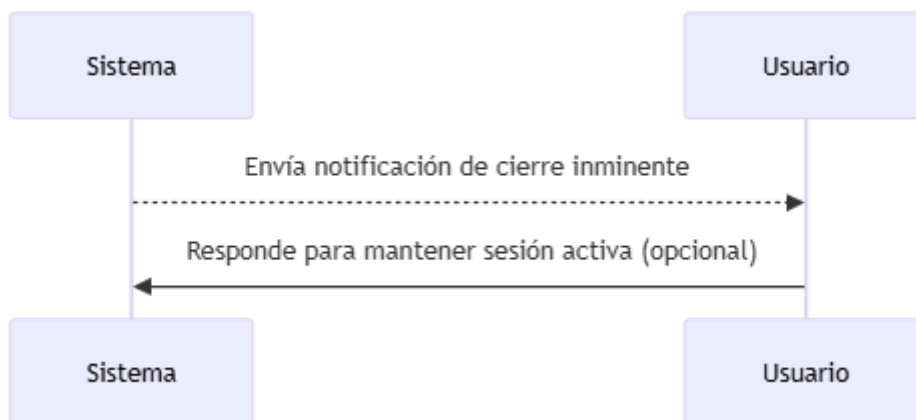 Sistema
Usuario
Envía notificación de cierre inminente
Responde para mantener sesión activa (opcional)
Sistema
Usuario